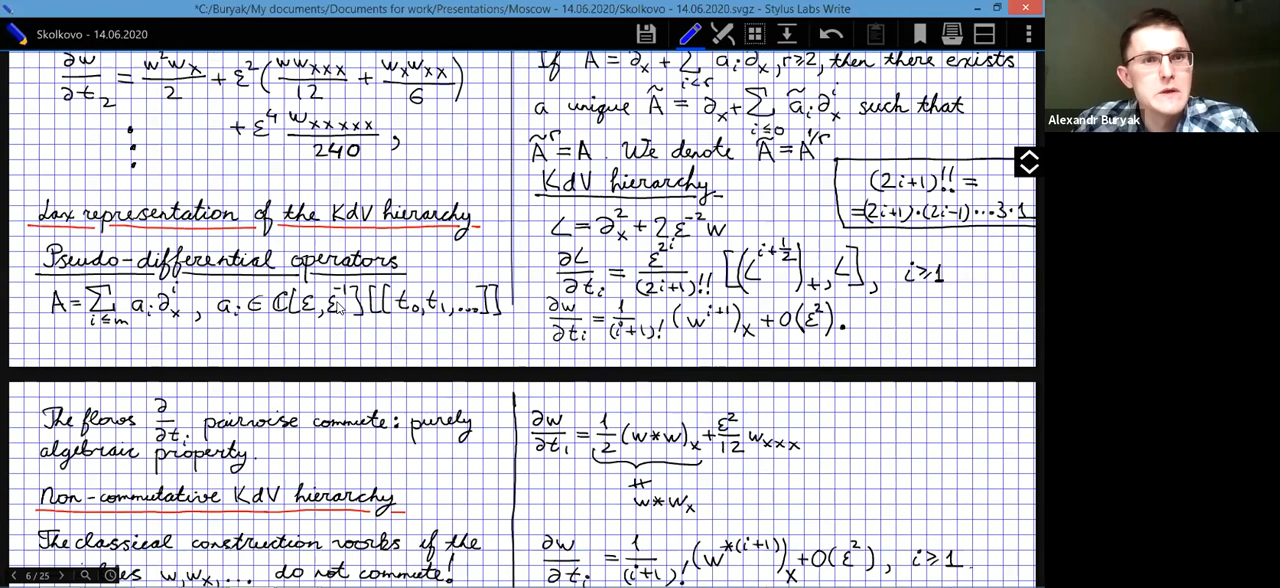 *C:/Buryak/My documents/Documents for work/Presentations/Moscow - 14.06.2020/Skolkovo - 14.06.2020.svgz - Stylus Labs Write
Skolkovo - 14.06.2020
∂w/∂t₂ = w²wₓ/2 + ε²(wwₓₓₓ/12 + wₓwₓₓ/6)
+ ε⁴ wₓₓₓₓₓ/240 ,
⋮
Lax representation of the KdV hierarchy
Pseudo-differential operators
A = ∑_{i≤m} aᵢ∂ₓⁱ , aᵢ ∈ ℂ[ε, ε⁻¹][[t₀, t₁, ...]]
If A = ∂ₓʳ + ∑_{i<r} aᵢ∂ₓⁱ, r≥2, then there exists
a unique Ã = ∂ₓ + ∑_{i≤0} ãᵢ∂ₓⁱ such that
Ãʳ = A. We denote Ã = A^{1/r}
KdV hierarchy
(2i+1)!! =
=(2i+1)·(2i-1)···3·1
L = ∂ₓ² + 2ε⁻²w
∂L/∂tᵢ = ε²ⁱ/(2i+1)!! [(L^{i+1/2})₊, L], i≥1
∂w/∂tᵢ = 1/(i+1)! (wⁱ⁺¹)ₓ + O(ε²).
The flows ∂/∂tᵢ pairwise commute: purely
algebraic property.
Non-commutative KdV hierarchy
The classical construction works if the
w, wₓ, ... do not commute!
∂w/∂t₁ = 1/2 (w*w)ₓ + ε²/12 wₓₓₓ
w*wₓ
∂w/∂tᵢ = 1/(i+1)! (w^{*(i+1)})ₓ + O(ε²), i≥1.
6 / 25
Alexandr Buryak